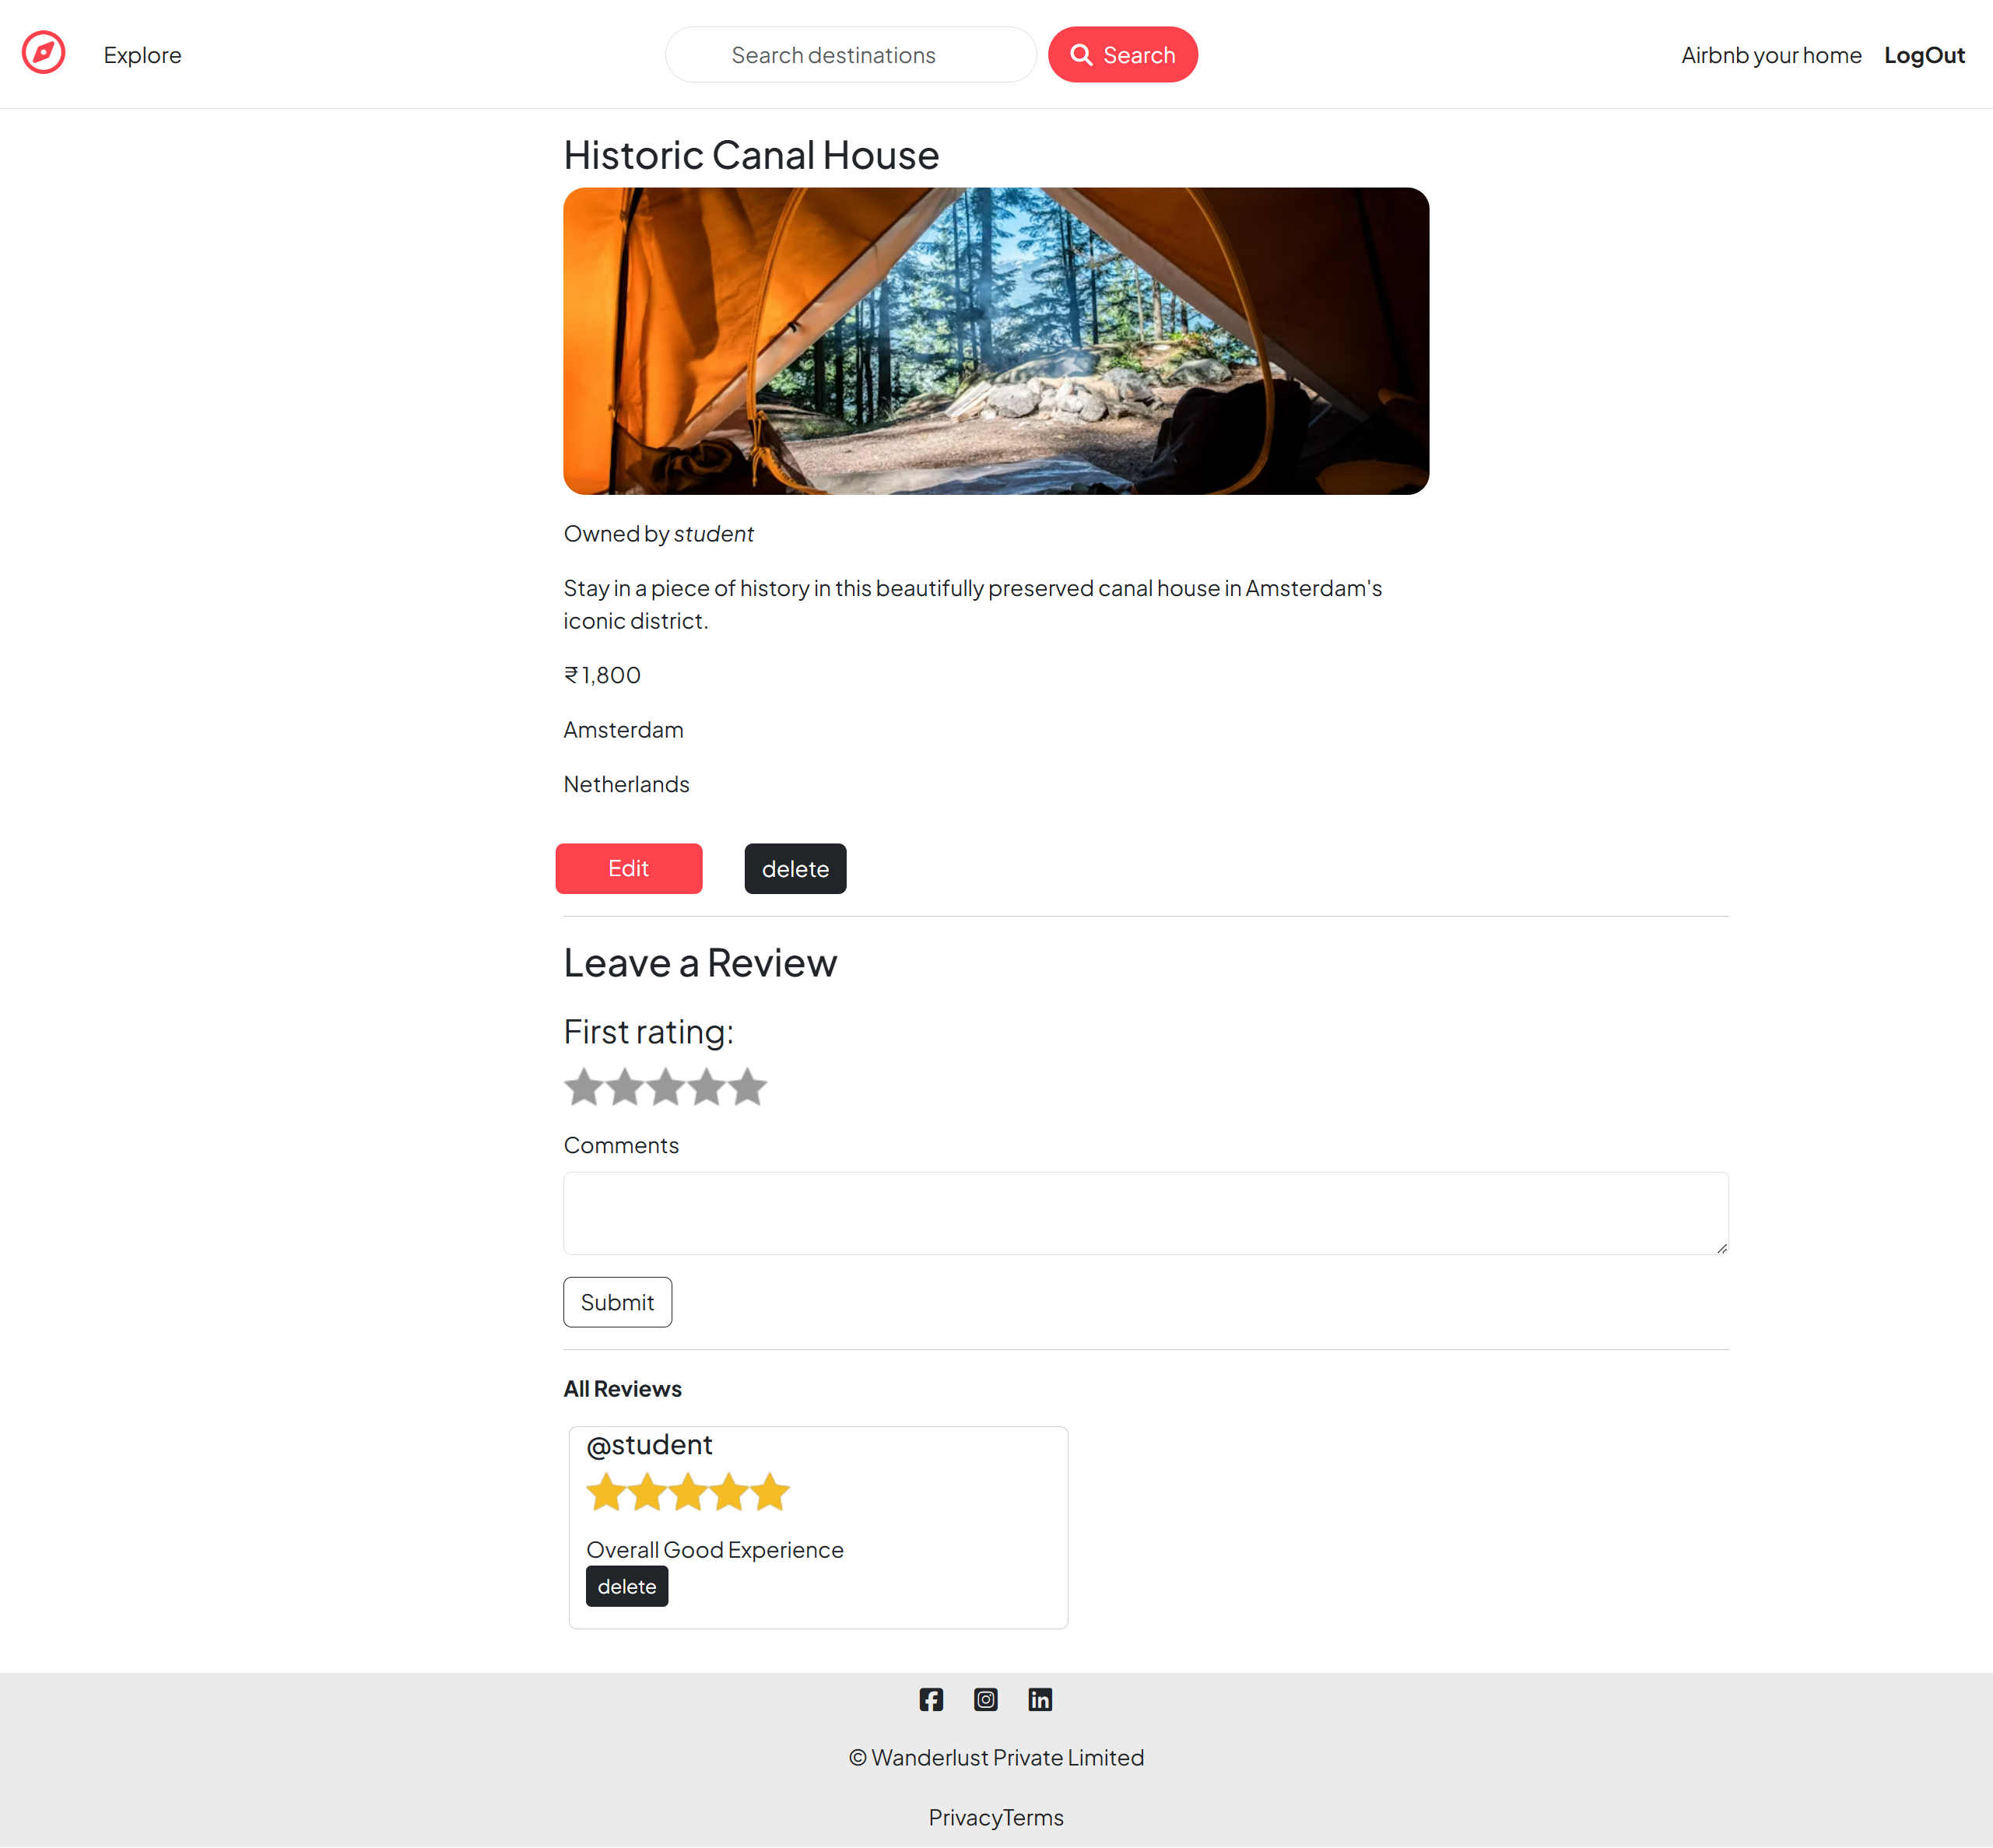 Explore
Search destinations
Search
Airbnb your home
LogOut
Historic Canal House
Owned by student
Stay in a piece of history in this beautifully preserved canal house in Amsterdam's
iconic district.
₹ 1,800
Amsterdam
Netherlands
Edit
delete
Leave a Review
First rating:
Comments
Submit
All Reviews
@student
Overall Good Experience
delete
© Wanderlust Private Limited
PrivacyTerms